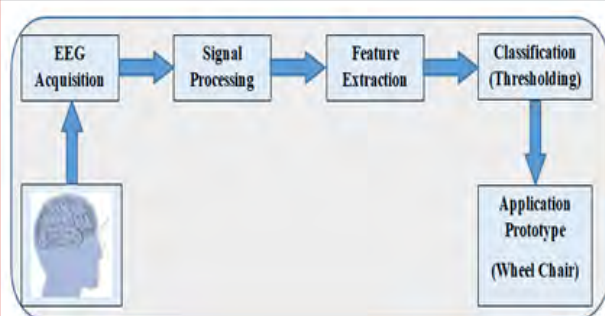 EEG
Acquisition
Signal
Processing
Feature
Extraction
Classification
(Thresholding)
Application
Prototype
(Wheel Chair)